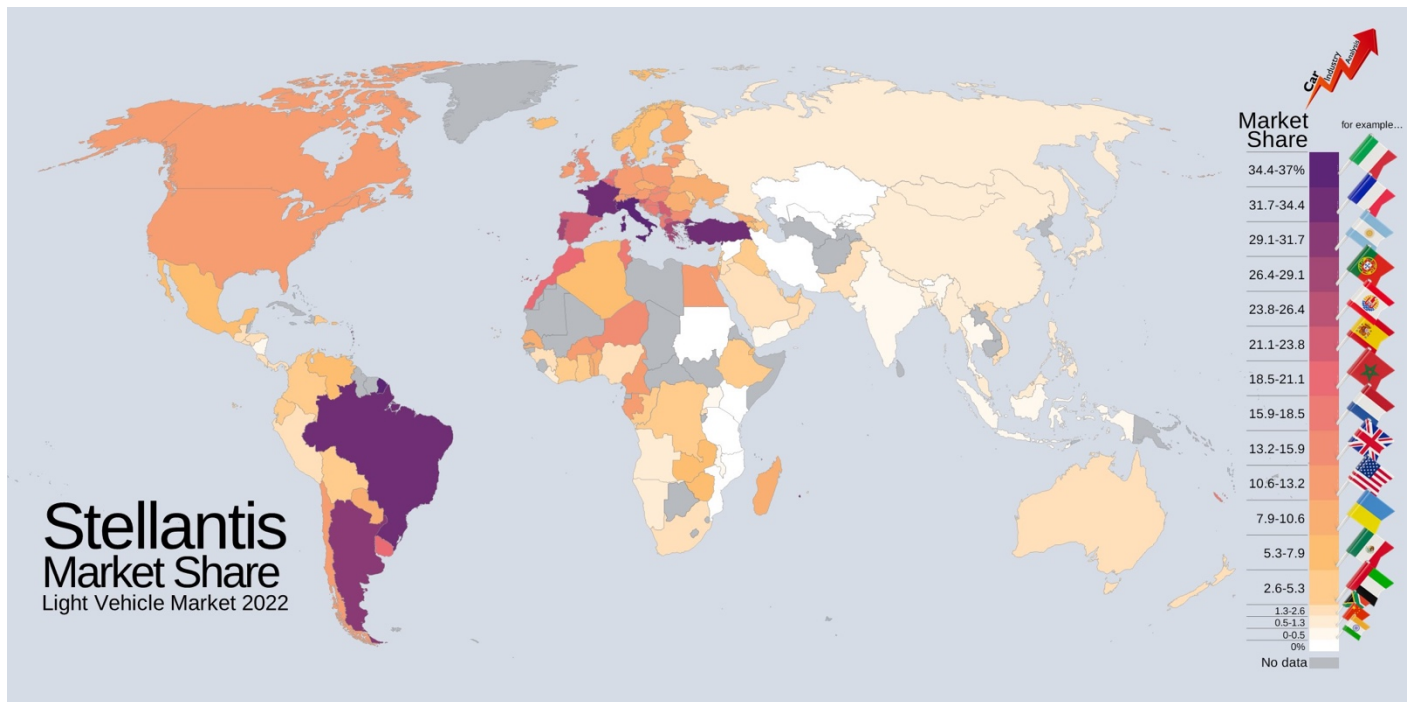 Car
Industry
Analysis
Market
Share
for example...
34.4-37%
31.7-34.4
29.1-31.7
26.4-29.1
23.8-26.4
21.1-23.8
18.5-21.1
15.9-18.5
13.2-15.9
10.6-13.2
7.9-10.6
5.3-7.9
2.6-5.3
1.3-2.6
0.5-1.3
0-0.5
0%
No data
Stellantis
Market Share
Light Vehicle Market 2022